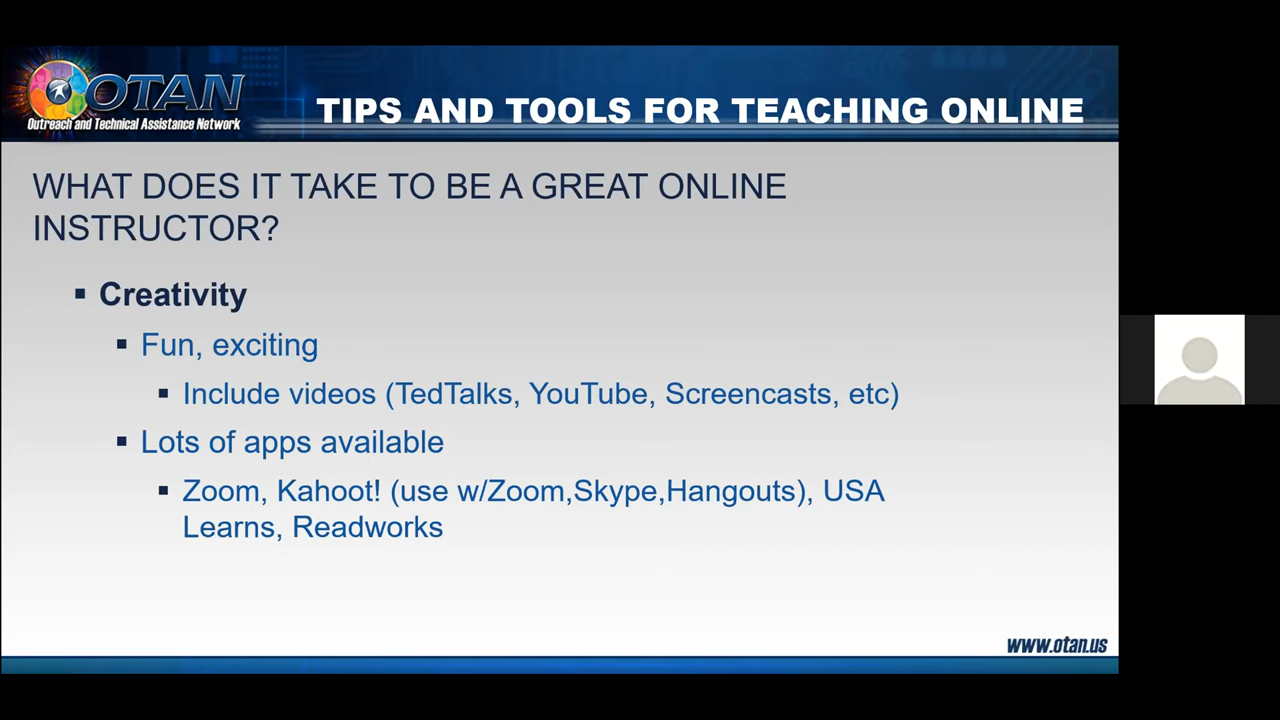 OTAN
Outreach and Technical Assistance Network
TIPS AND TOOLS FOR TEACHING ONLINE
WHAT DOES IT TAKE TO BE A GREAT ONLINE
INSTRUCTOR?
▪ Creativity
▪ Fun, exciting
▪ Include videos (TedTalks, YouTube, Screencasts, etc)
▪ Lots of apps available
▪ Zoom, Kahoot! (use w/Zoom,Skype,Hangouts), USA
Learns, Readworks
www.otan.us